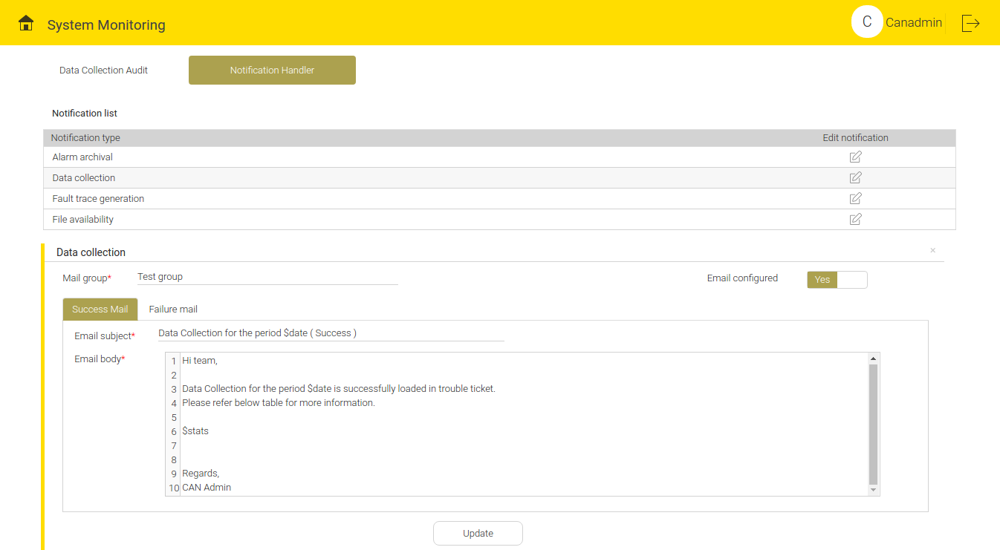 System Monitoring
C Canadmin
Data Collection Audit Notification Handler
Notification list
Notification type Edit notification
Alarm archival
Data collection
Fault trace generation
File availability
Data collection ×
Mail group* Test group Email configured Yes
Success Mail Failure mail
Email subject* Data Collection for the period $date ( Success )
Email body*
1 Hi team,
2
3 Data Collection for the period $date is successfully loaded in trouble ticket.
4 Please refer below table for more information.
5
6 $stats
7
8
9 Regards,
10 CAN Admin
Update